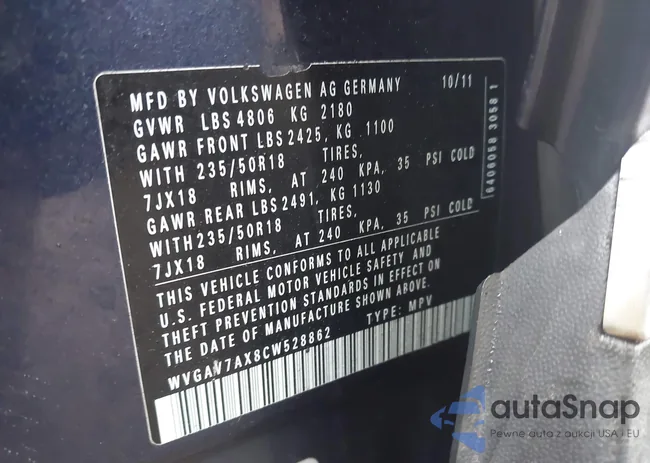 MFD BY VOLKSWAGEN AG GERMANY 10/11
GVWR LBS 4806 KG 2180
GAWR FRONT LBS 2425, KG 1100
WITH 235/50R18 TIRES,
7JX18 RIMS, AT 240 KPA, 35 PSI COLD
GAWR REAR LBS 2491, KG 1130
WITH 235/50R18 TIRES,
7JX18 RIMS, AT 240 KPA, 35 PSI COLD
THIS VEHICLE CONFORMS TO ALL APPLICABLE
U.S. FEDERAL MOTOR VEHICLE SAFETY AND
THEFT PREVENTION STANDARDS IN EFFECT ON
THE DATE OF MANUFACTURE SHOWN ABOVE.
WVGAV7AX8CW528862 TYPE: MPV
6406058 3058 1
autaSnap
Pewne auta z aukcji USA i EU